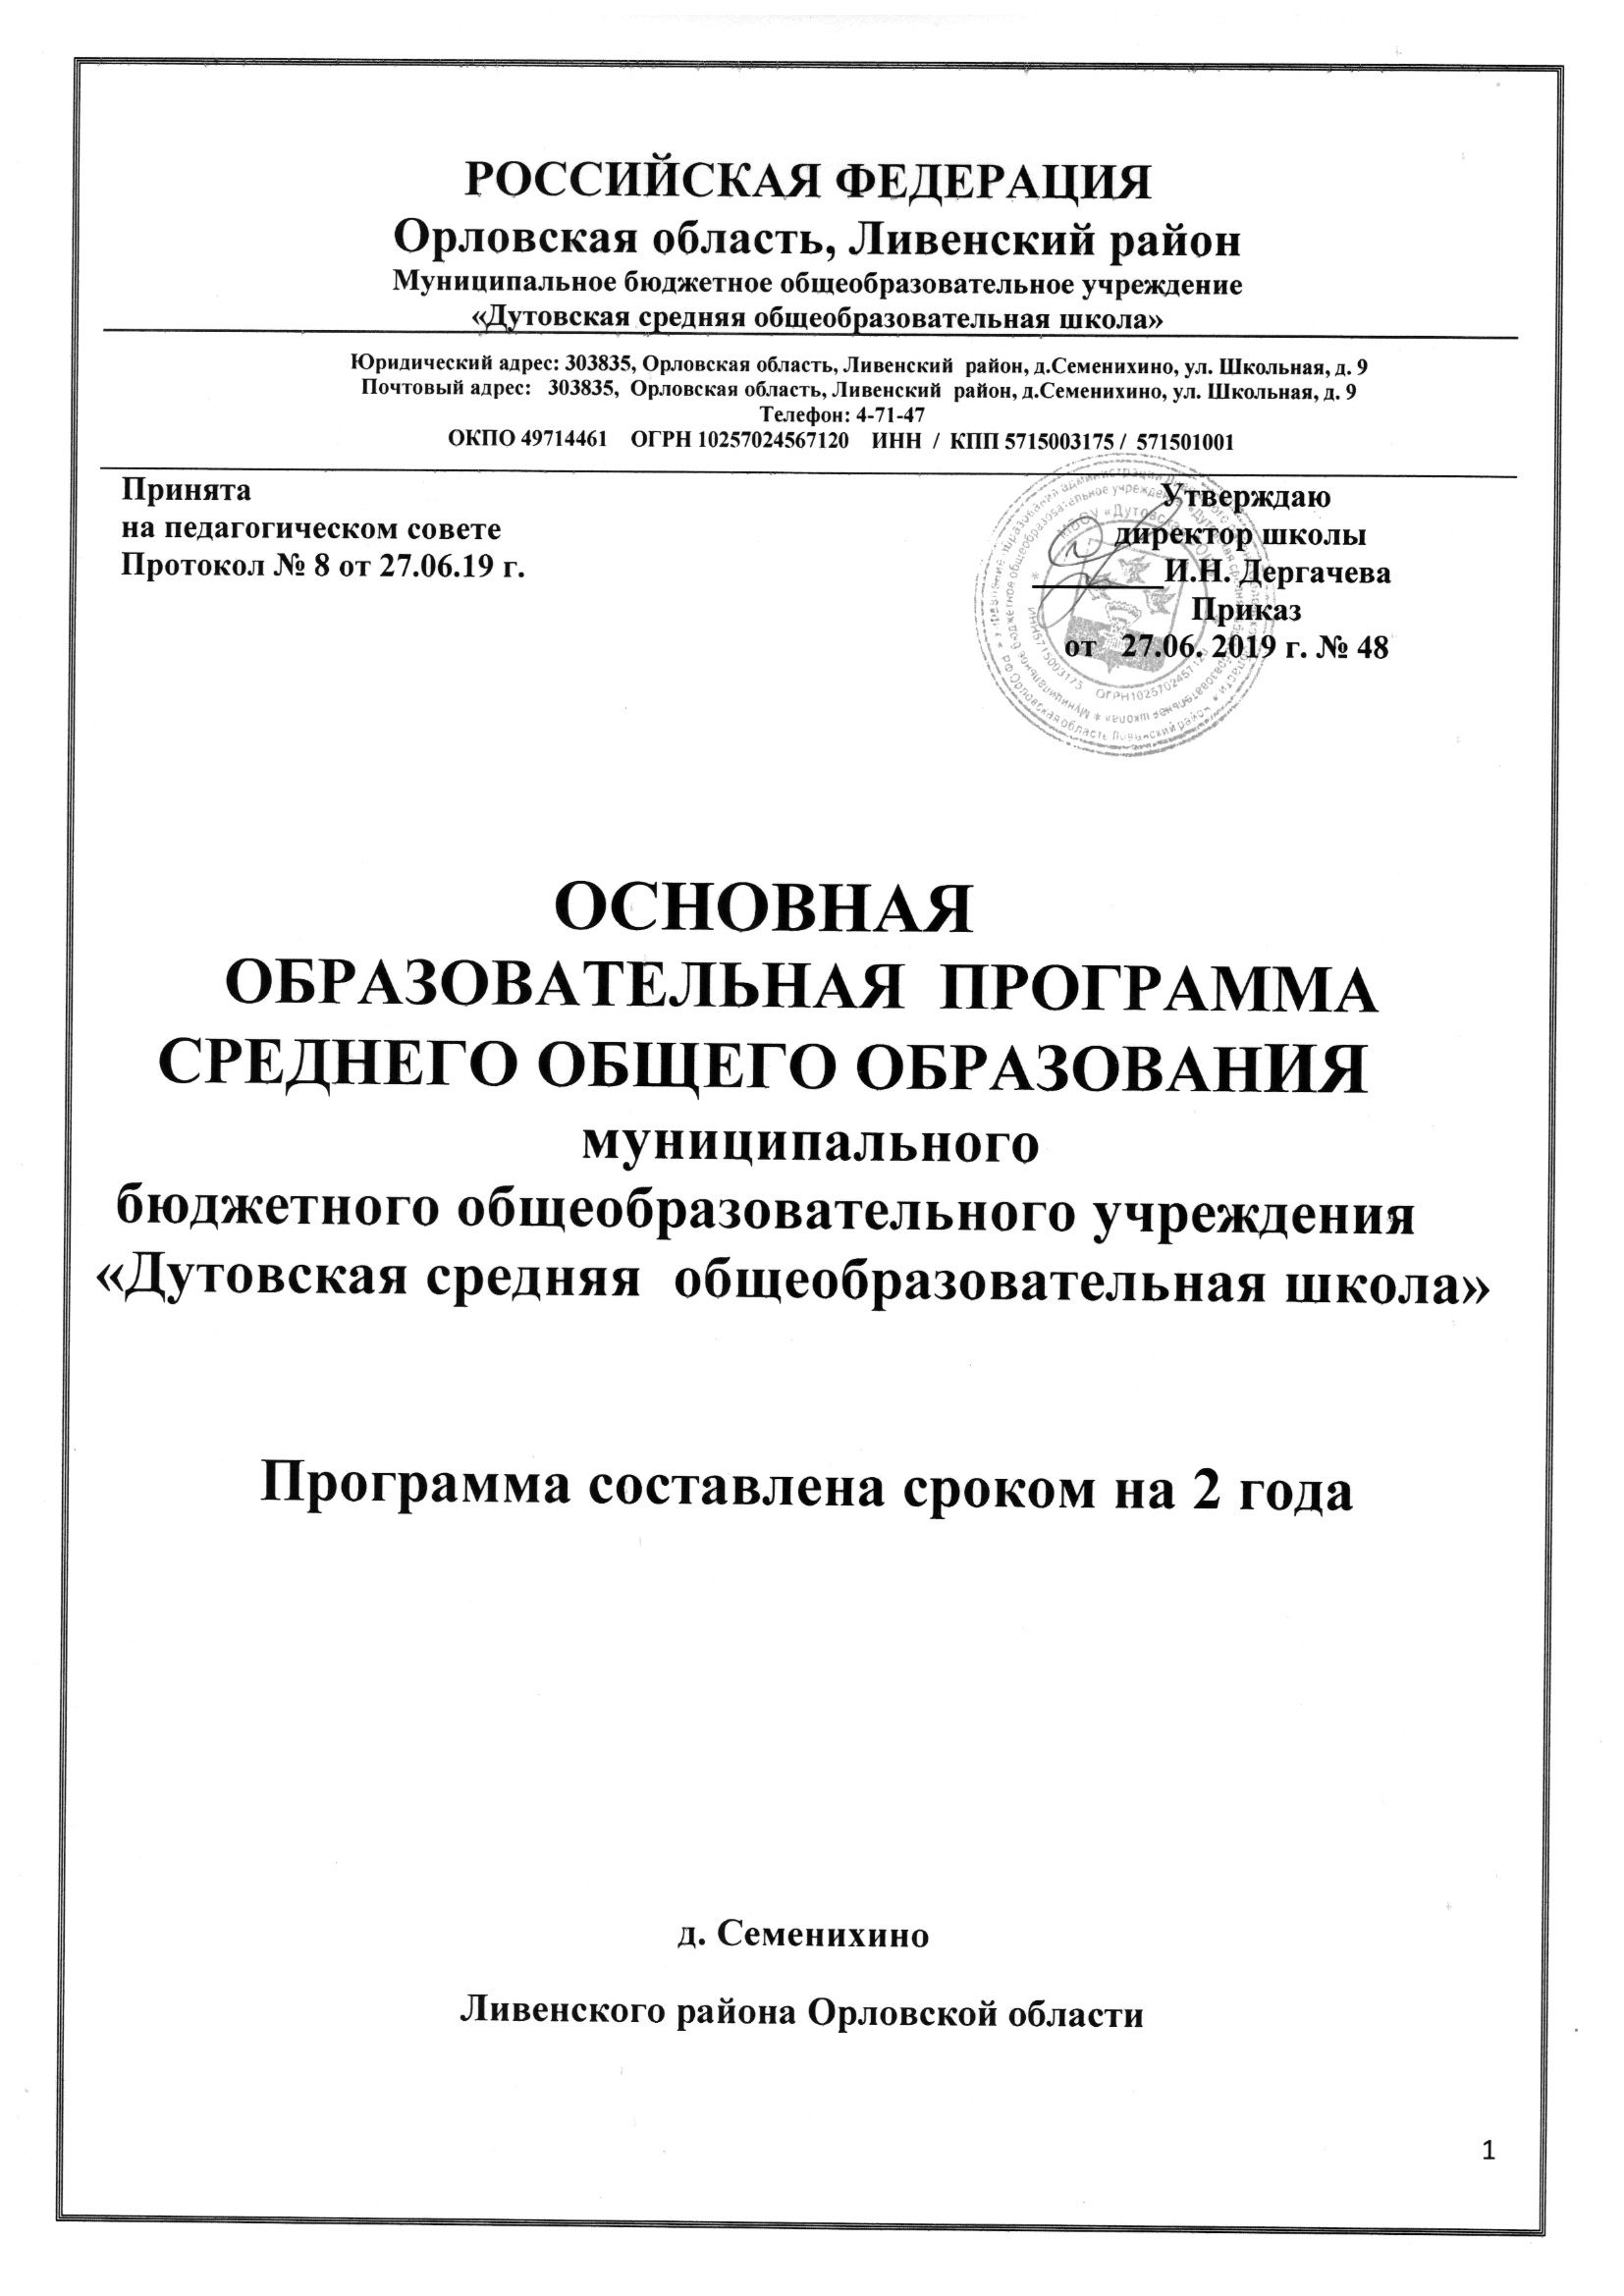 РОССИЙСКАЯ ФЕДЕРАЦИЯ
Орловская область, Ливенский район
Муниципальное бюджетное общеобразовательное учреждение
«Дутовская средняя общеобразовательная школа»
Юридический адрес: 303835, Орловская область, Ливенский район, д.Семенихино, ул. Школьная, д. 9
Почтовый адрес: 303835, Орловская область, Ливенский район, д.Семенихино, ул. Школьная, д. 9
Телефон: 4-71-47
ОКПО 49714461 ОГРН 10257024567120 ИНН / КПП 5715003175 / 571501001
Принята
на педагогическом совете
Протокол № 8 от 27.06.19 г.
Утверждаю
директор школы
________И.Н. Дергачева
Приказ
от 27.06. 2019 г. № 48
ОСНОВНАЯ
ОБРАЗОВАТЕЛЬНАЯ ПРОГРАММА
СРЕДНЕГО ОБЩЕГО ОБРАЗОВАНИЯ
муниципального
бюджетного общеобразовательного учреждения
«Дутовская средняя общеобразовательная школа»
Программа составлена сроком на 2 года
д. Семенихино
Ливенского района Орловской области
1